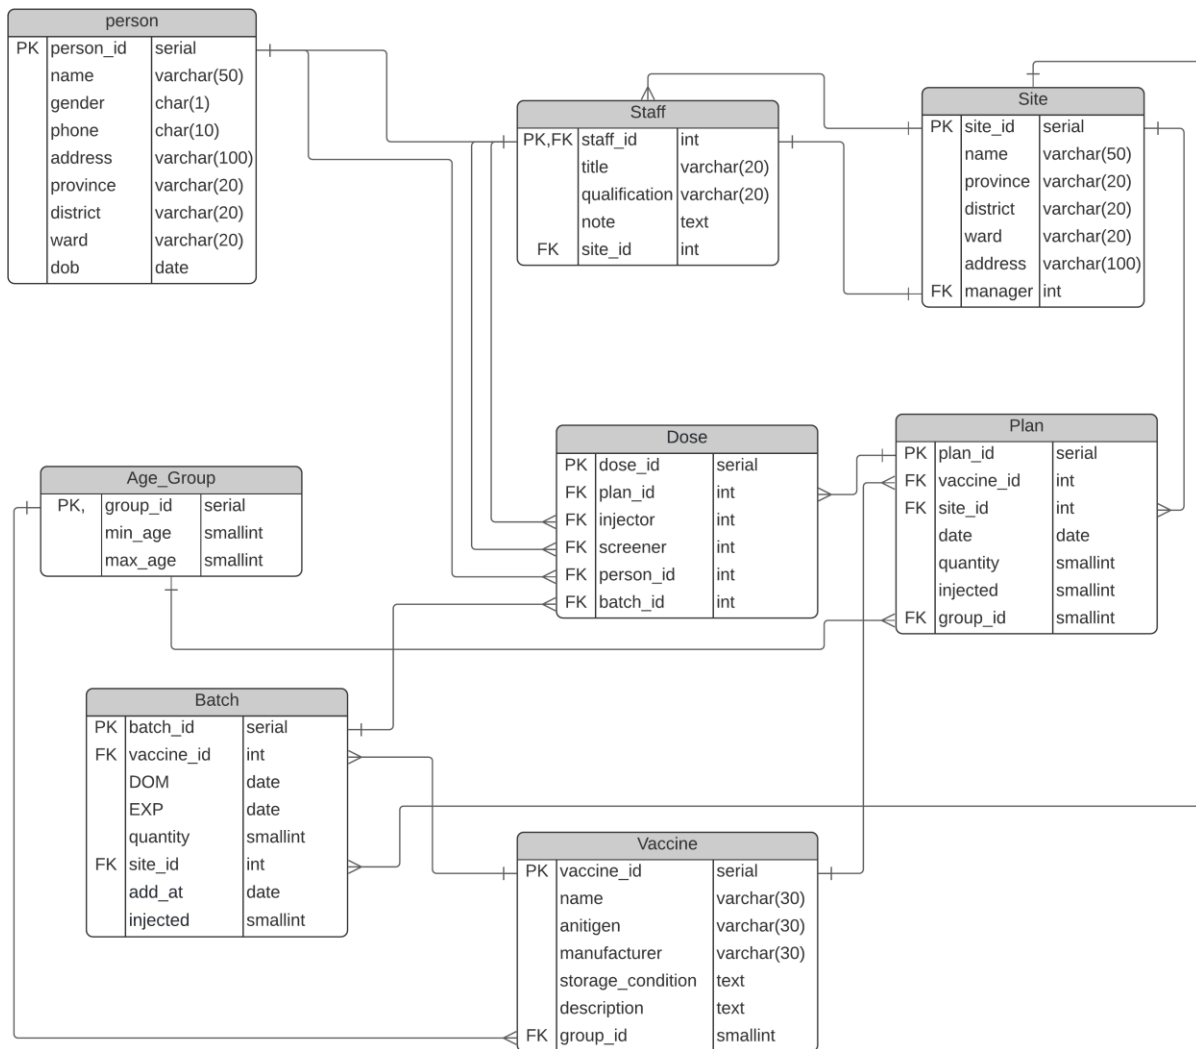 person
PK person_id serial
name varchar(50)
gender char(1)
phone char(10)
address varchar(100)
province varchar(20)
district varchar(20)
ward varchar(20)
dob date
Staff
PK,FK staff_id int
title varchar(20)
qualification varchar(20)
note text
FK site_id int
Site
PK site_id serial
name varchar(50)
province varchar(20)
district varchar(20)
ward varchar(20)
address varchar(100)
FK manager int
Age_Group
PK, group_id serial
min_age smallint
max_age smallint
Dose
PK dose_id serial
FK plan_id int
FK injector int
FK screener int
FK person_id int
FK batch_id int
Plan
PK plan_id serial
FK vaccine_id int
FK site_id int
date date
quantity smallint
injected smallint
FK group_id smallint
Batch
PK batch_id serial
FK vaccine_id int
DOM date
EXP date
quantity smallint
FK site_id int
add_at date
injected smallint
Vaccine
PK vaccine_id serial
name varchar(30)
anitigen varchar(30)
manufacturer varchar(30)
storage_condition text
description text
FK group_id smallint